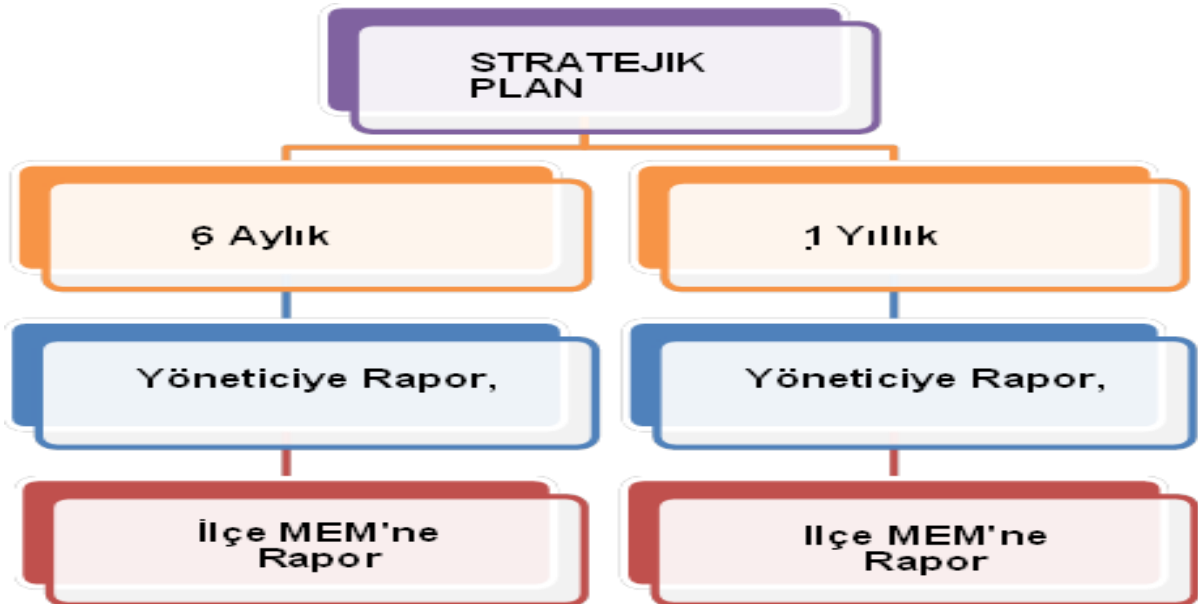 STRATEJIK
PLAN
6 Aylık
1 Yıllık
Yöneticiye Rapor,
Yöneticiye Rapor,
İlçe MEM'ne
Rapor
Ilçe MEM'ne
Rapor